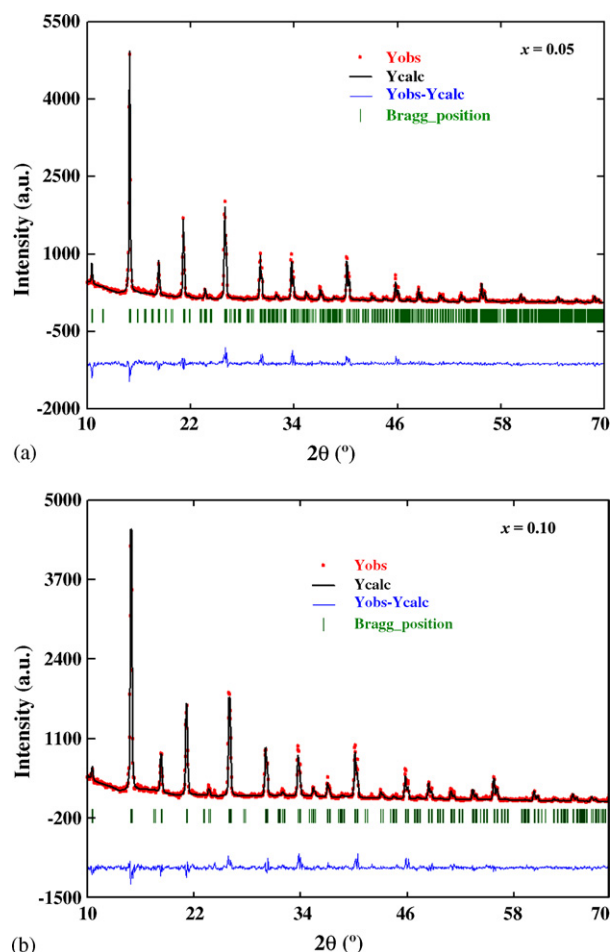 5500
x = 0.05
Yobs
Ycalc
4000
Yobs-Ycalc
Bragg_position
2500
Intensity (a,u.)
1000
-500
-2000
10 22 34 46 58 70
2θ (º)
(a)
5000
x = 0.10
Yobs
3700
Ycalc
Yobs-Ycalc
Bragg_position
2400
Intensity (a.u.)
1100
-200
-1500
10 22 34 46 58 70
2θ (º)
(b)